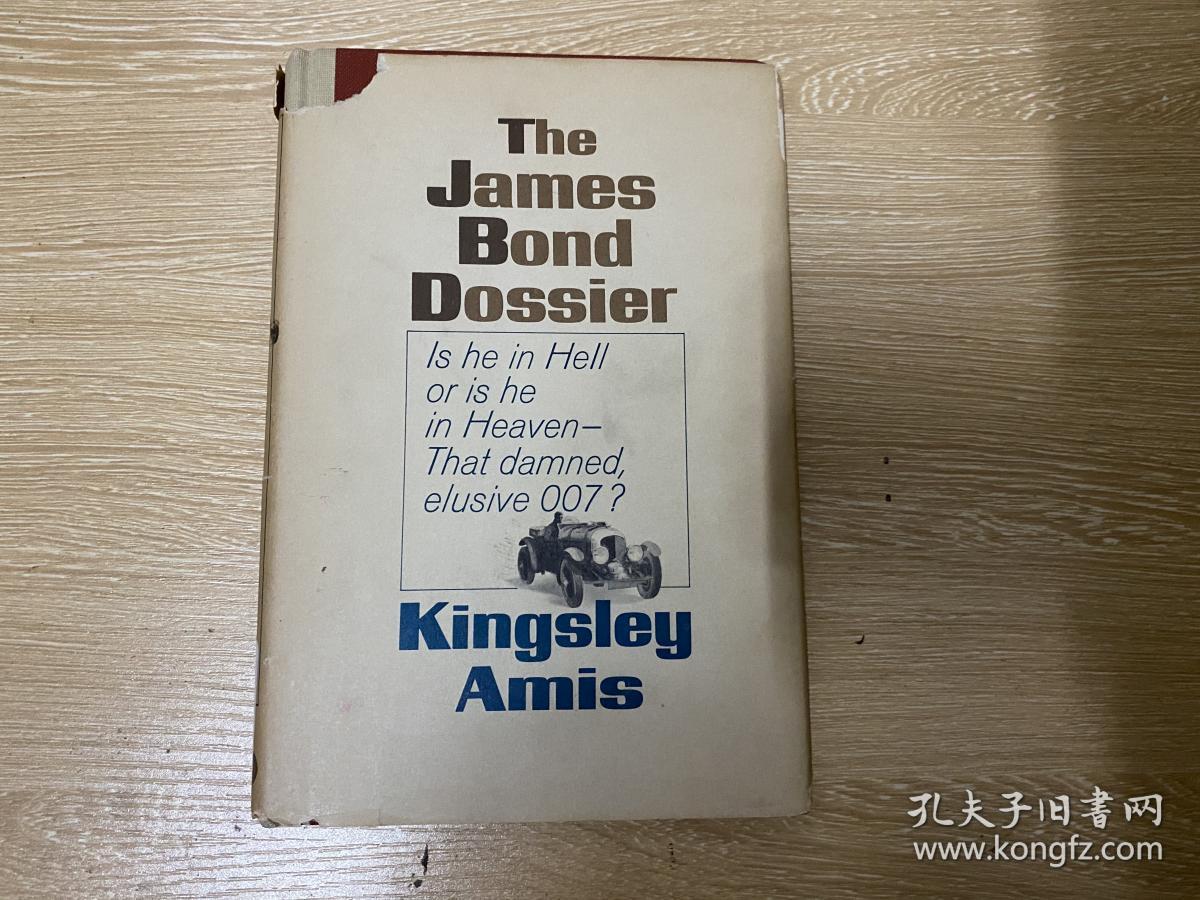 The
James
Bond
Dossier
Is he in Hell
or is he
in Heaven–
That damned,
elusive 007?
Kingsley
Amis
孔夫子旧書网
www.kongfz.com